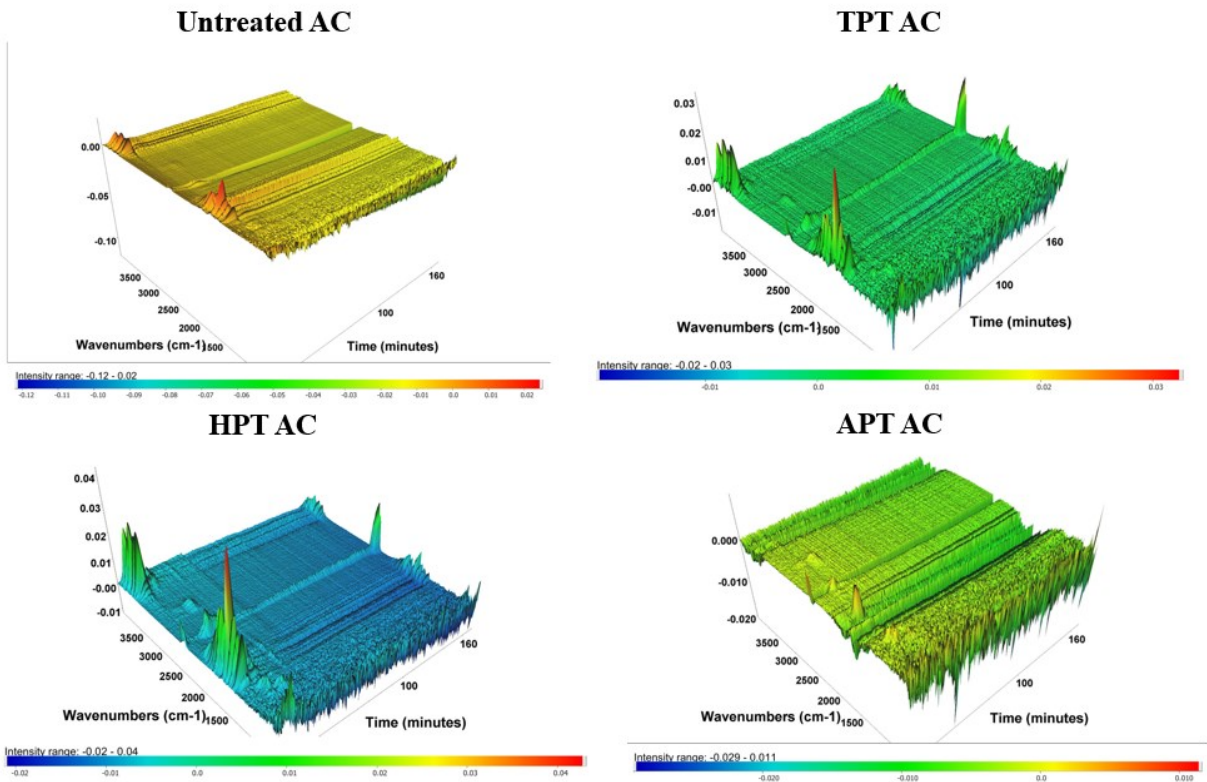 Untreated AC
0.00
-0.05
-0.10
3500
3000
2500
2000
1500
Wavenumbers (cm-1)
160
100
Time (minutes)
Intensity range: -0.12 - 0.02
-0.12 -0.11 -0.10 -0.09 -0.08 -0.07 -0.06 -0.05 -0.04 -0.03 -0.02 -0.01 0.0 0.01 0.02
TPT AC
0.03
0.02
0.01
-0.00
-0.01
3500
3000
2500
2000
1500
Wavenumbers (cm-1)
160
100
Time (minutes)
Intensity range: -0.02 - 0.03
-0.01 0.0 0.01 0.02 0.03
HPT AC
0.04
0.03
0.02
0.01
-0.00
-0.01
3500
3000
2500
2000
1500
Wavenumbers (cm-1)
160
100
Time (minutes)
Intensity range: -0.02 - 0.04
-0.02 -0.01 0.0 0.01 0.02 0.03 0.04
APT AC
0.000
-0.010
-0.020
3500
3000
2500
2000
1500
Wavenumbers (cm-1)
160
100
Time (minutes)
Intensity range: -0.029 - 0.011
-0.020 -0.010 0.0 0.010